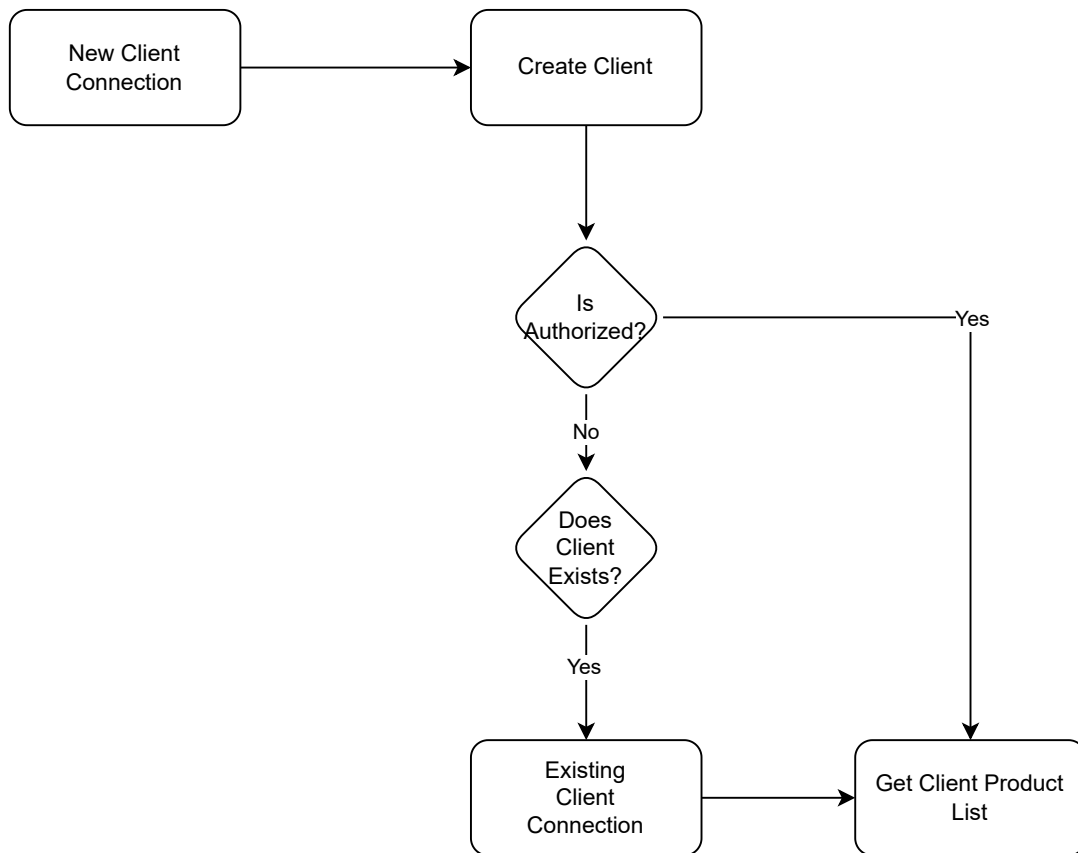 New Client
Connection
Create Client
Is
Authorized?
Yes
No
Does
Client
Exists?
Yes
Existing
Client
Connection
Get Client Product
List